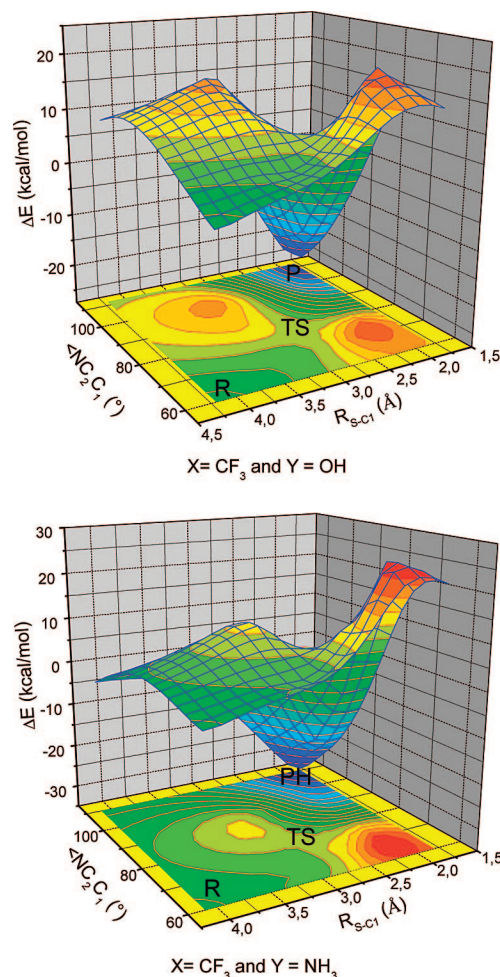 20
10
0
-10
-20
ΔE (kcal/mol)
P
TS
R
100
80
60
∠NC₂C₁ (°)
4,5
4,0
3,5
3,0
2,5
2,0
1,5
R_S-C1 (Å)
X= CF₃ and Y = OH
30
20
10
0
-10
-20
-30
ΔE (kcal/mol)
PH
TS
R
100
80
60
∠NC₂C₁ (°)
4,0
3,5
3,0
2,5
2,0
1,5
R_S-C1 (Å)
X= CF₃ and Y = NH₃